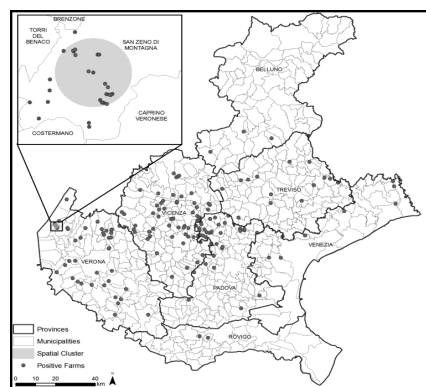 BRENZONE
TORRI
DEL
BENACO
SAN ZENO DI
MONTAGNA
CAPRINO
VERONESE
COSTERMANO
BELLUNO
TREVISO
VICENZA
VENEZIA
VERONA
PADOVA
ROVIGO
Provinces
Municipalities
Spatial Cluster
Positive Farms
0 10 20 40
km